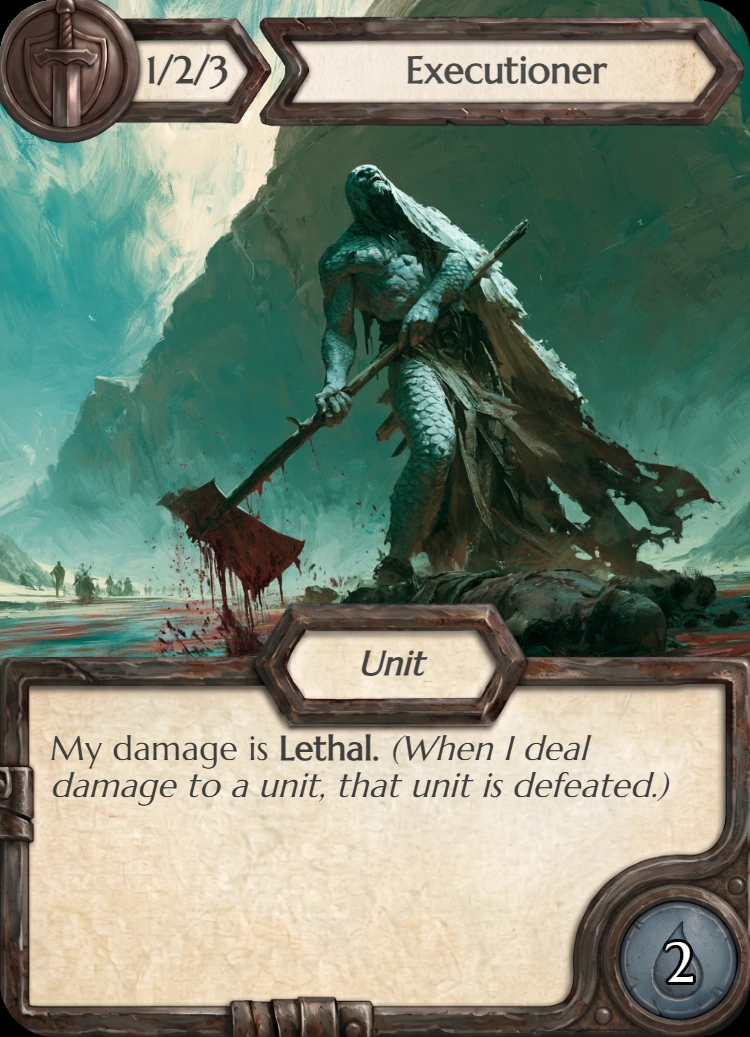 1/2/3
Executioner
Unit
My damage is Lethal. (When I deal
damage to a unit, that unit is defeated.)
2